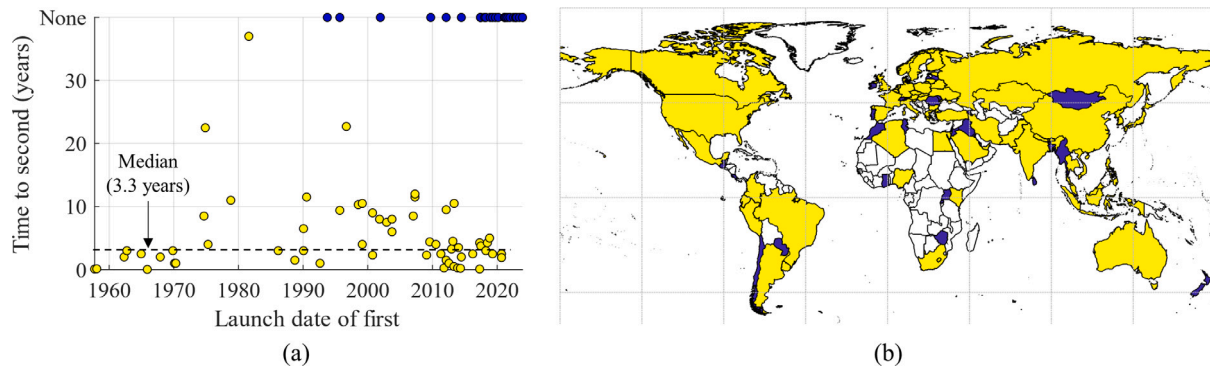 None
30
20
10
0
Time to second (years)
Median
(3.3 years)
1960
1970
1980
1990
2000
2010
2020
Launch date of first
(a)
(b)